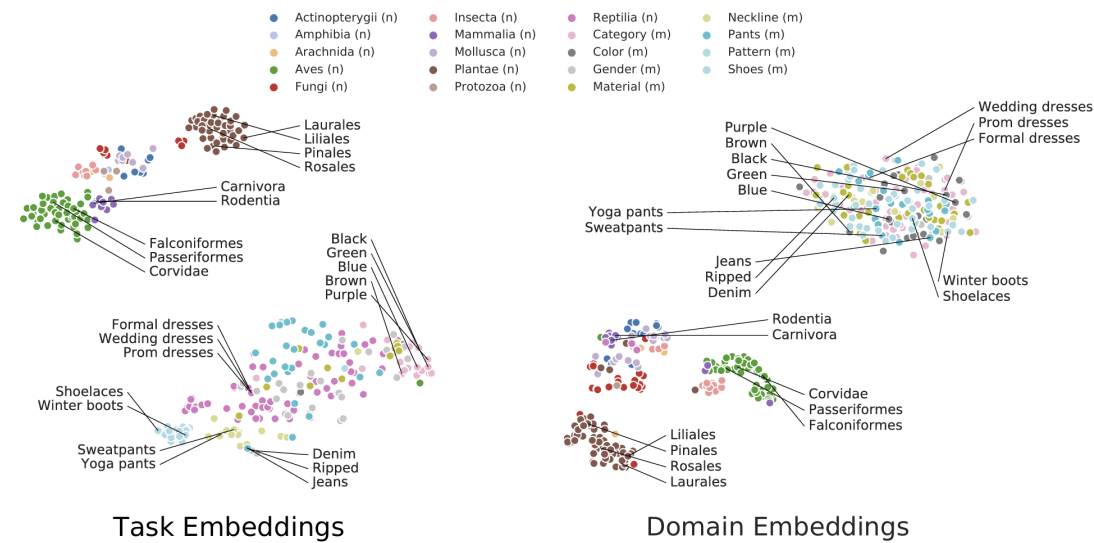 Actinopterygii (n)
Amphibia (n)
Arachnida (n)
Aves (n)
Fungi (n)
Insecta (n)
Mammalia (n)
Mollusca (n)
Plantae (n)
Protozoa (n)
Reptilia (n)
Category (m)
Color (m)
Gender (m)
Material (m)
Neckline (m)
Pants (m)
Pattern (m)
Shoes (m)
Laurales
Liliales
Pinales
Rosales
Carnivora
Rodentia
Falconiformes
Passeriformes
Corvidae
Black
Green
Blue
Brown
Purple
Formal dresses
Wedding dresses
Prom dresses
Shoelaces
Winter boots
Sweatpants
Yoga pants
Denim
Ripped
Jeans
Task Embeddings
Wedding dresses
Prom dresses
Formal dresses
Purple
Brown
Black
Green
Blue
Yoga pants
Sweatpants
Jeans
Ripped
Denim
Winter boots
Shoelaces
Rodentia
Carnivora
Corvidae
Passeriformes
Falconiformes
Liliales
Pinales
Rosales
Laurales
Domain Embeddings